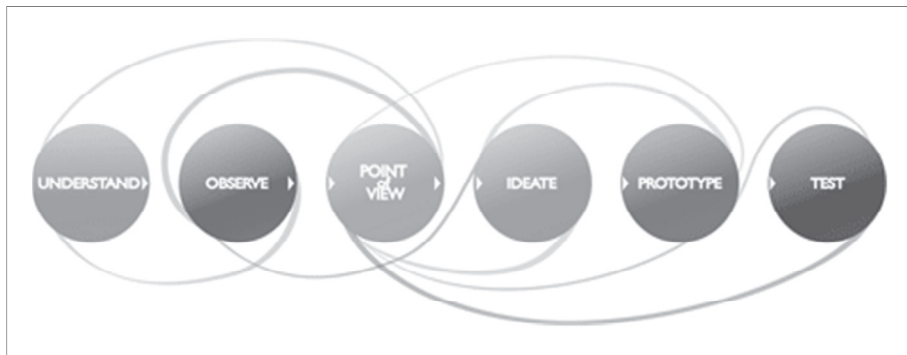 UNDERSTAND
OBSERVE
POINT
of
VIEW
IDEATE
PROTOTYPE
TEST